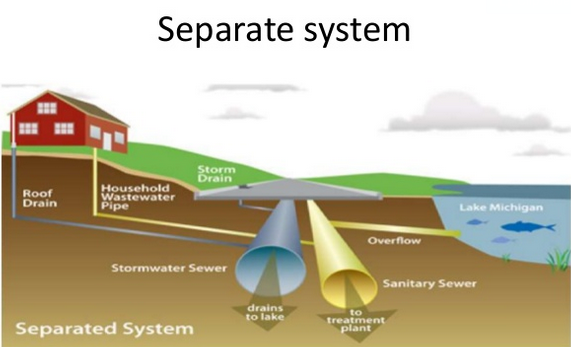 Separate system
Storm
Drain
Roof
Drain
Household
Wastewater
Pipe
Lake Michigan
Overflow
Stormwater Sewer
Sanitary Sewer
drains
to lake
to
treatment
plant
Separated System